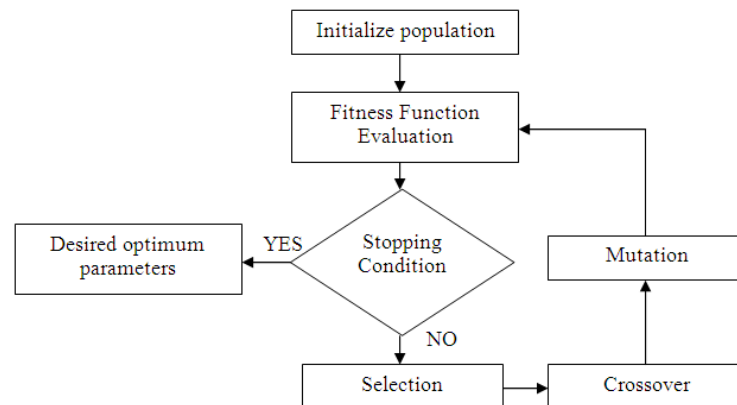 Initialize population
Fitness Function
Evaluation
YES
Stopping
Condition
Desired optimum
parameters
Mutation
NO
Selection
Crossover